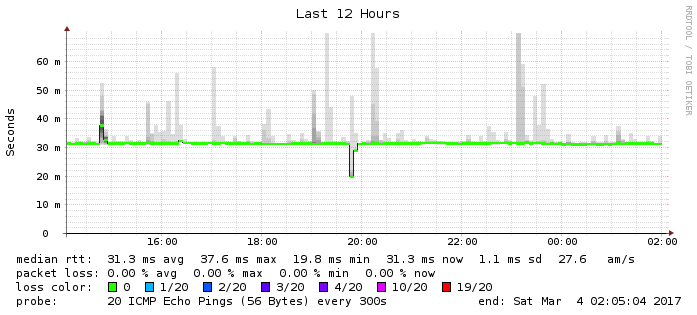 Last 12 Hours
RRDTOOL / TOBI OETIKER
Seconds
60 m
50 m
40 m
30 m
20 m
10 m
0
16:00 18:00 20:00 22:00 00:00 02:00
median rtt: 31.3 ms avg 37.6 ms max 19.8 ms min 31.3 ms now 1.1 ms sd 27.6 am/s
packet loss: 0.00 % avg 0.00 % max 0.00 % min 0.00 % now
loss color: 0 1/20 2/20 3/20 4/20 10/20 19/20
probe: 20 ICMP Echo Pings (56 Bytes) every 300s end: Sat Mar 4 02:05:04 2017